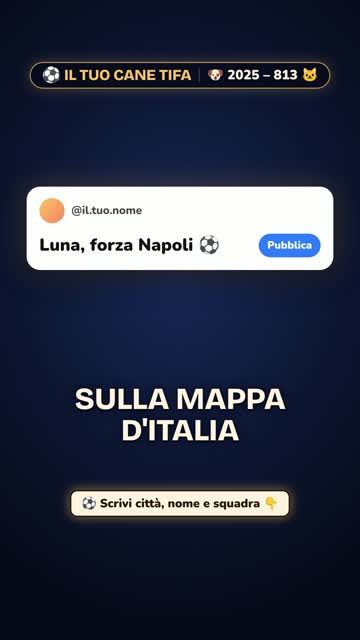 ⚽ IL TUO CANE TIFA | 🐶 2025 – 813 🐱
@il.tuo.nome
Luna, forza Napoli ⚽
Pubblica
SULLA MAPPA
D'ITALIA
⚽ Scrivi città, nome e squadra 👇